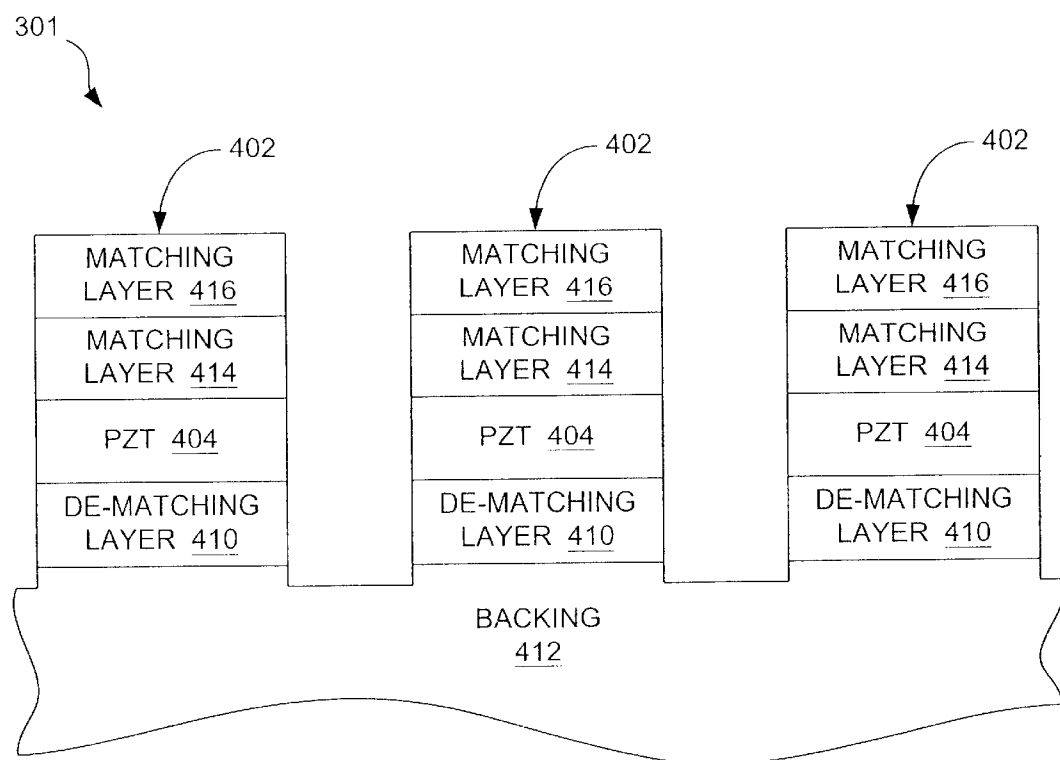 301
402 402 402
MATCHING LAYER 416
MATCHING LAYER 416
MATCHING LAYER 416
MATCHING LAYER 414
MATCHING LAYER 414
MATCHING LAYER 414
PZT 404
PZT 404
PZT 404
DE-MATCHING LAYER 410
DE-MATCHING LAYER 410
DE-MATCHING LAYER 410
BACKING
412